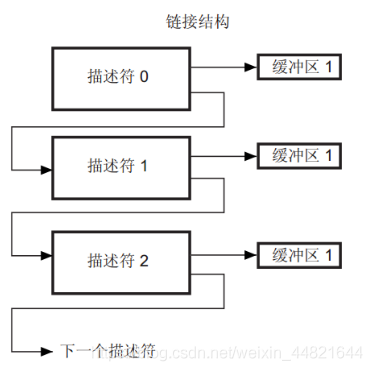 链接结构
描述符 0
缓冲区 1
描述符 1
缓冲区 1
描述符 2
缓冲区 1
下一个描述符
https://blog.csdn.net/weixin_44821644